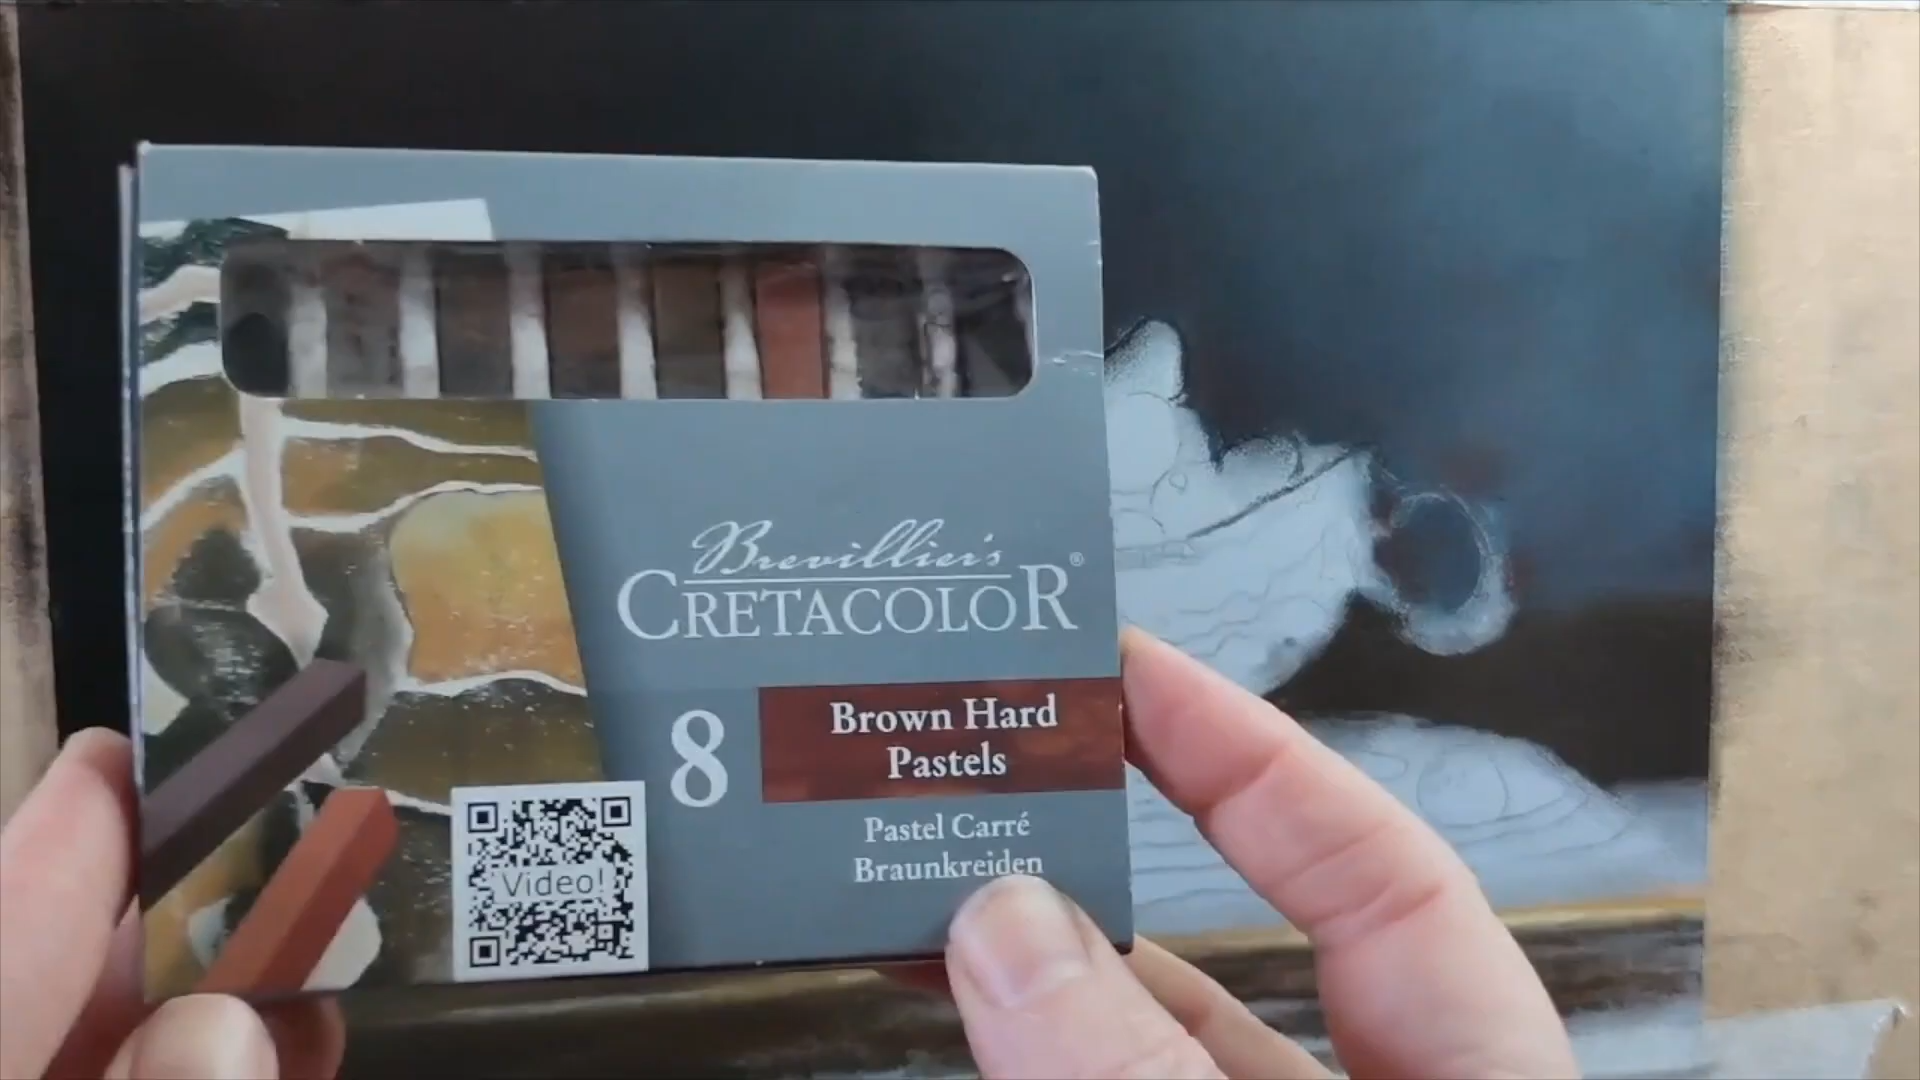 Brevillier's
CRETACOLOR®
8
Brown Hard
Pastels
Pastel Carré
Braunkreiden
Video!